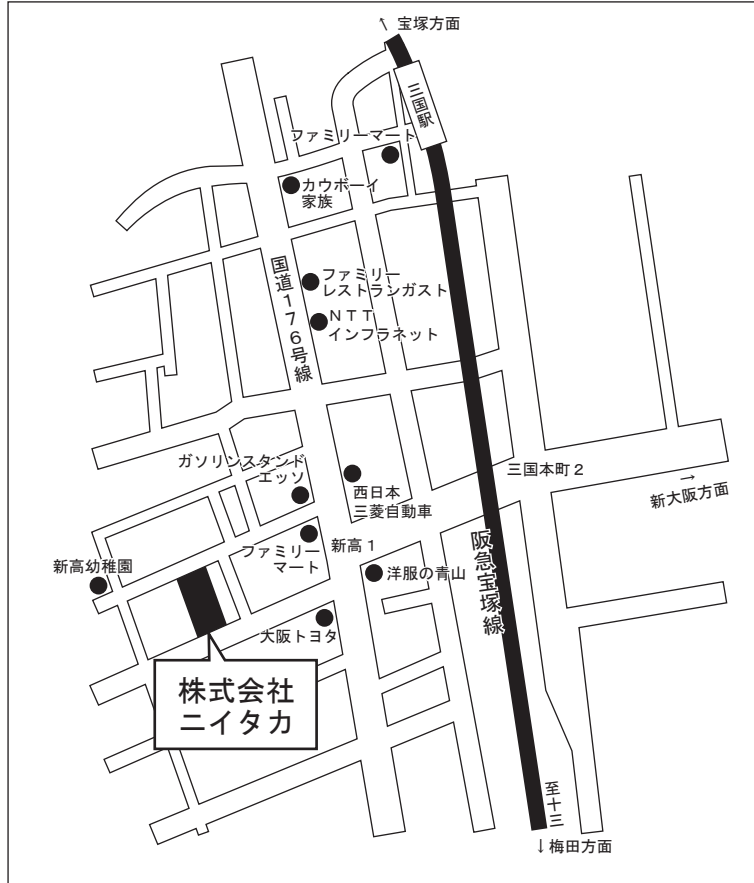 ↑ 宝塚方面
三国駅
ファミリーマート
カウボーイ
家族
国道176号線
ファミリー
レストランガスト
NTT
インフラネット
ガソリンスタンド
エッソ
西日本
三菱自動車
三国本町2
→
新大阪方面
新高幼稚園
ファミリー
マート
新高1
洋服の青山
阪急宝塚線
大阪トヨタ
株式会社
ニイタカ
至十三
↓梅田方面